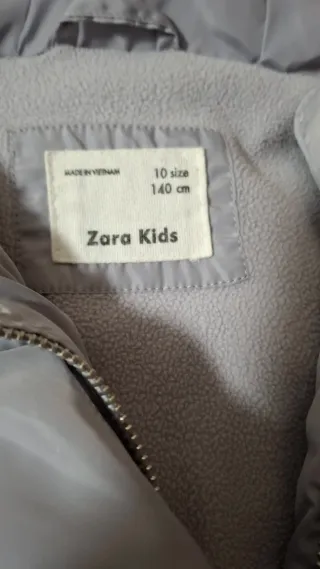 MADE IN VIETNAM
10 size
140 cm
Zara Kids